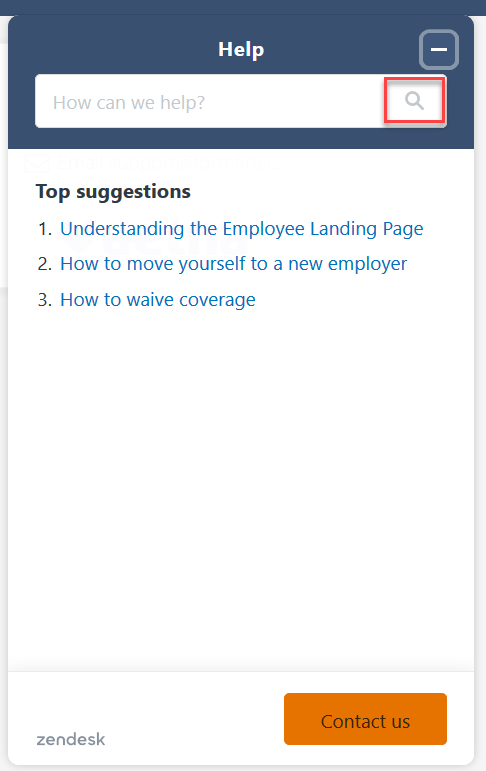 Help
How can we help?
Top suggestions
1. Understanding the Employee Landing Page
2. How to move yourself to a new employer
3. How to waive coverage
zendesk
Contact us